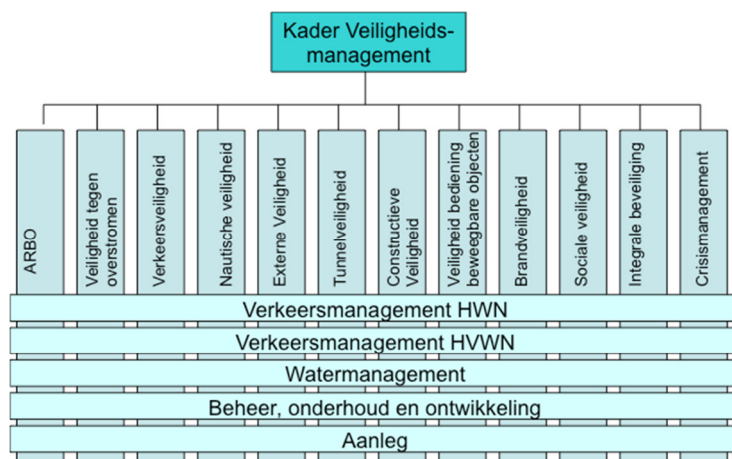 Kader Veiligheids-
management
ARBO
Veiligheid tegen
overstromen
Verkeersveiligheid
Nautische veiligheid
Externe Veiligheid
Tunnelveiligheid
Constructieve
Veiligheid
Veiligheid bediening
beweegbare objecten
Brandveiligheid
Sociale veiligheid
Integrale beveiliging
Crisismanagement
Verkeersmanagement HWN
Verkeersmanagement HVWN
Watermanagement
Beheer, onderhoud en ontwikkeling
Aanleg